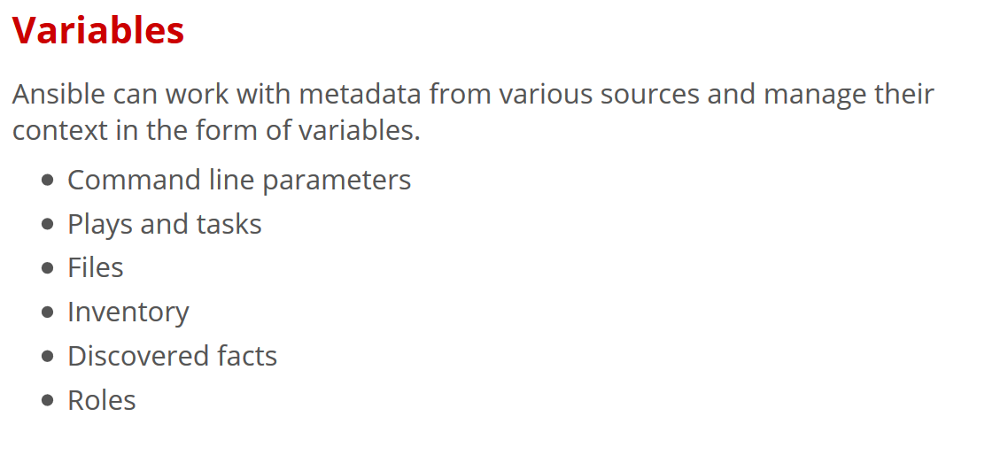 Variables
Ansible can work with metadata from various sources and manage their
context in the form of variables.
● Command line parameters
● Plays and tasks
● Files
● Inventory
● Discovered facts
● Roles